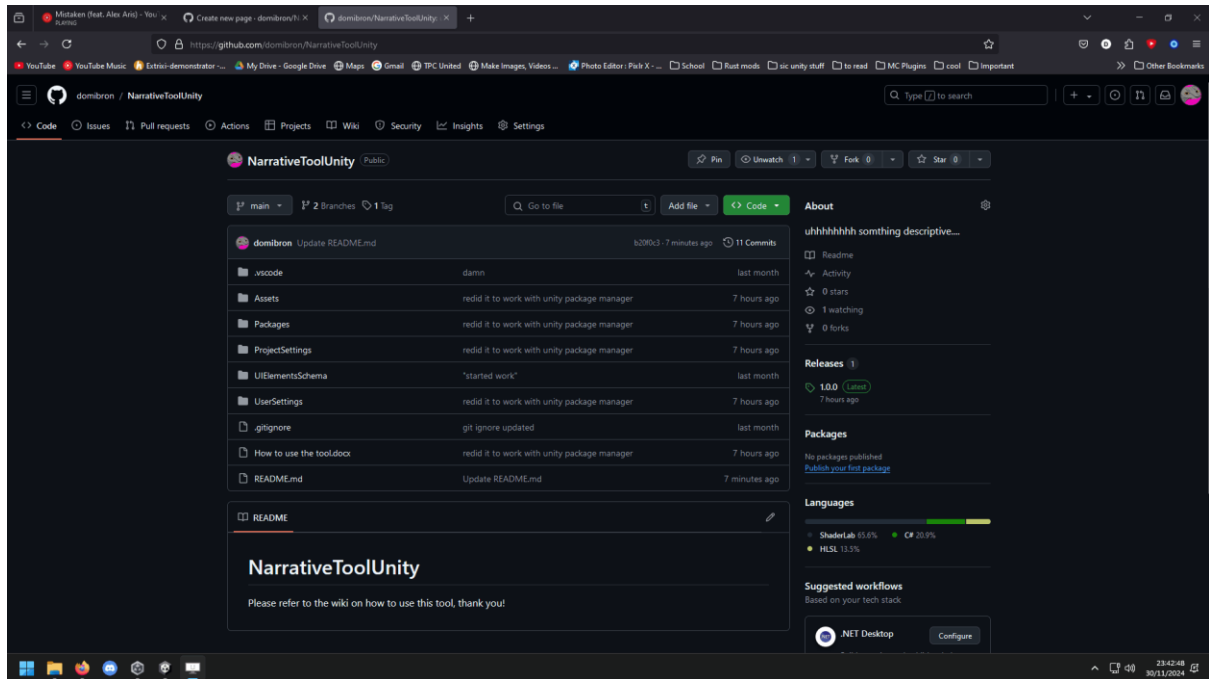 Mistaken (feat. Alex Aris) - You
PLAYING
Create new page · domibron/N
domibron/NarrativeToolUnity:
https://github.com/domibron/NarrativeToolUnity
YouTube YouTube Music Extrixi-demonstrator -... My Drive - Google Drive Maps Gmail TPC United Make Images, Videos ... Photo Editor : Pixlr X - ... School Rust mods sic unity stuff to read MC Plugins cool Important Other Bookmarks
domibron / NarrativeToolUnity
Type / to search
Code Issues Pull requests Actions Projects Wiki Security Insights Settings
NarrativeToolUnity Public
Pin Unwatch 1 Fork 0 Star 0
main 2 Branches 1 Tag
Go to file t Add file Code
domibron Update README.md b20f0c3 · 7 minutes ago 11 Commits
.vscode damn last month
Assets redid it to work with unity package manager 7 hours ago
Packages redid it to work with unity package manager 7 hours ago
ProjectSettings redid it to work with unity package manager 7 hours ago
UIElementsSchema "started work" last month
UserSettings redid it to work with unity package manager 7 hours ago
.gitignore git ignore updated last month
How to use the tool.docx redid it to work with unity package manager 7 hours ago
README.md Update README.md 7 minutes ago
README
NarrativeToolUnity
Please refer to the wiki on how to use this tool, thank you!
About
uhhhhhhhh somthing descriptive....
Readme
Activity
0 stars
1 watching
0 forks
Releases 1
1.0.0 Latest
7 hours ago
Packages
No packages published
Publish your first package
Languages
ShaderLab 65.6% C# 20.9%
HLSL 13.5%
Suggested workflows
Based on your tech stack
.NET Desktop Configure
23:42:48
30/11/2024